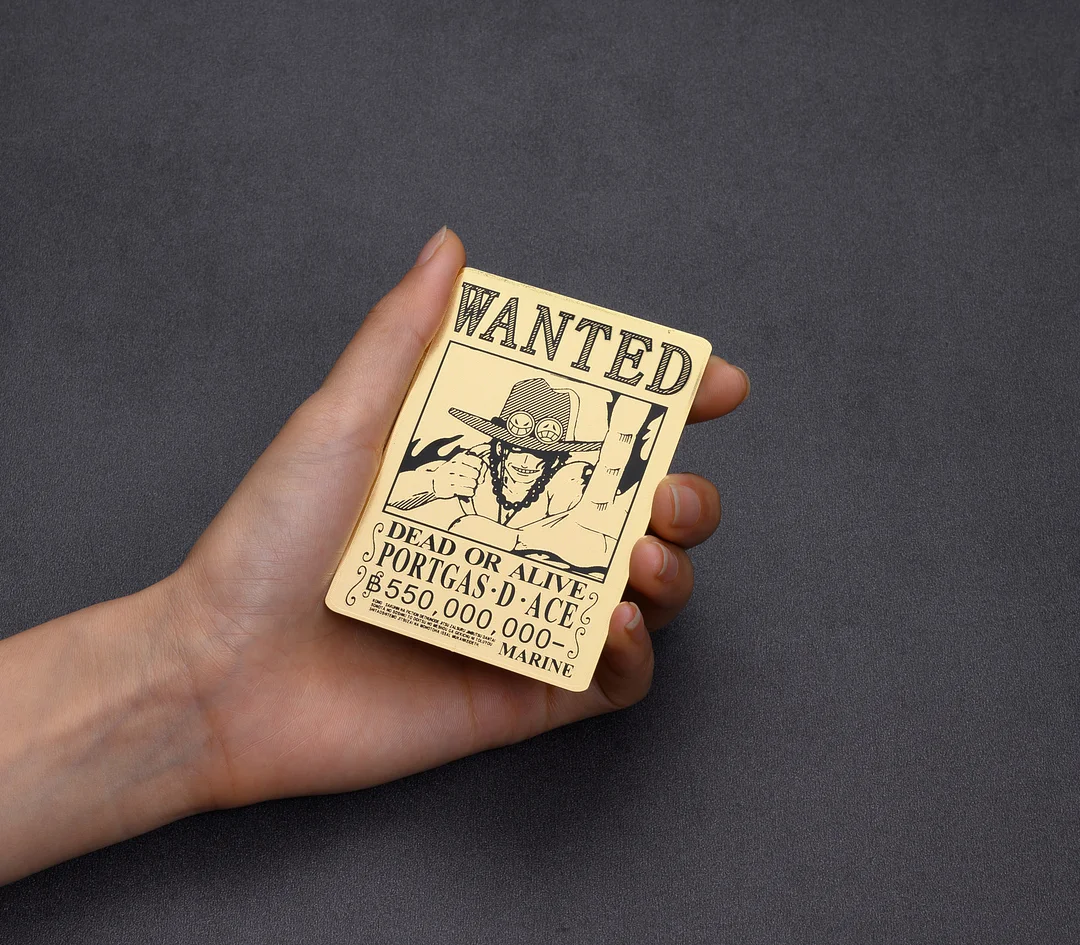 WANTED
DEAD OR ALIVE
PORTGAS·D·ACE
฿550,000,000-
MARINE